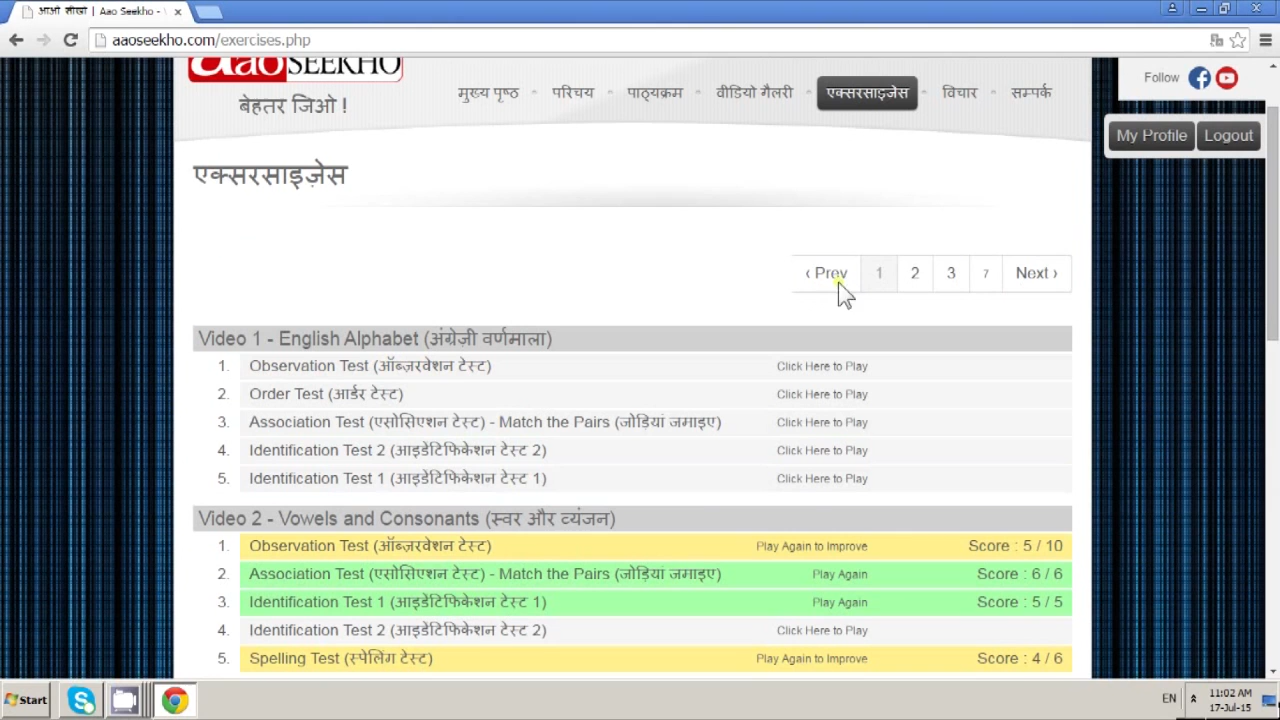 आओ सीखो | Aao Seekho -
aaoseekho.com/exercises.php
aaoSEEKHO
बेहतर जिओ !
मुख्य पृष्ठ परिचय पाठ्यक्रम वीडियो गैलरी एक्सरसाइज़ेस विचार सम्पर्क
Follow
My Profile Logout
एक्सरसाइज़ेस
‹ Prev 1 2 3 7 Next ›
Video 1 - English Alphabet (अंग्रेज़ी वर्णमाला)
1. Observation Test (ऑब्ज़रवेशन टेस्ट) Click Here to Play
2. Order Test (आर्डर टेस्ट) Click Here to Play
3. Association Test (एसोसिएशन टेस्ट) - Match the Pairs (जोडियां जमाइए) Click Here to Play
4. Identification Test 2 (आइडेंटिफिकेशन टेस्ट 2) Click Here to Play
5. Identification Test 1 (आइडेंटिफिकेशन टेस्ट 1) Click Here to Play
Video 2 - Vowels and Consonants (स्वर और व्यंजन)
1. Observation Test (ऑब्ज़रवेशन टेस्ट) Play Again to Improve Score : 5 / 10
2. Association Test (एसोसिएशन टेस्ट) - Match the Pairs (जोडियां जमाइए) Play Again Score : 6 / 6
3. Identification Test 1 (आइडेंटिफिकेशन टेस्ट 1) Play Again Score : 5 / 5
4. Identification Test 2 (आइडेंटिफिकेशन टेस्ट 2) Click Here to Play
5. Spelling Test (स्पेलिंग टेस्ट) Play Again to Improve Score : 4 / 6
Start
EN
11:02 AM
17-Jul-15